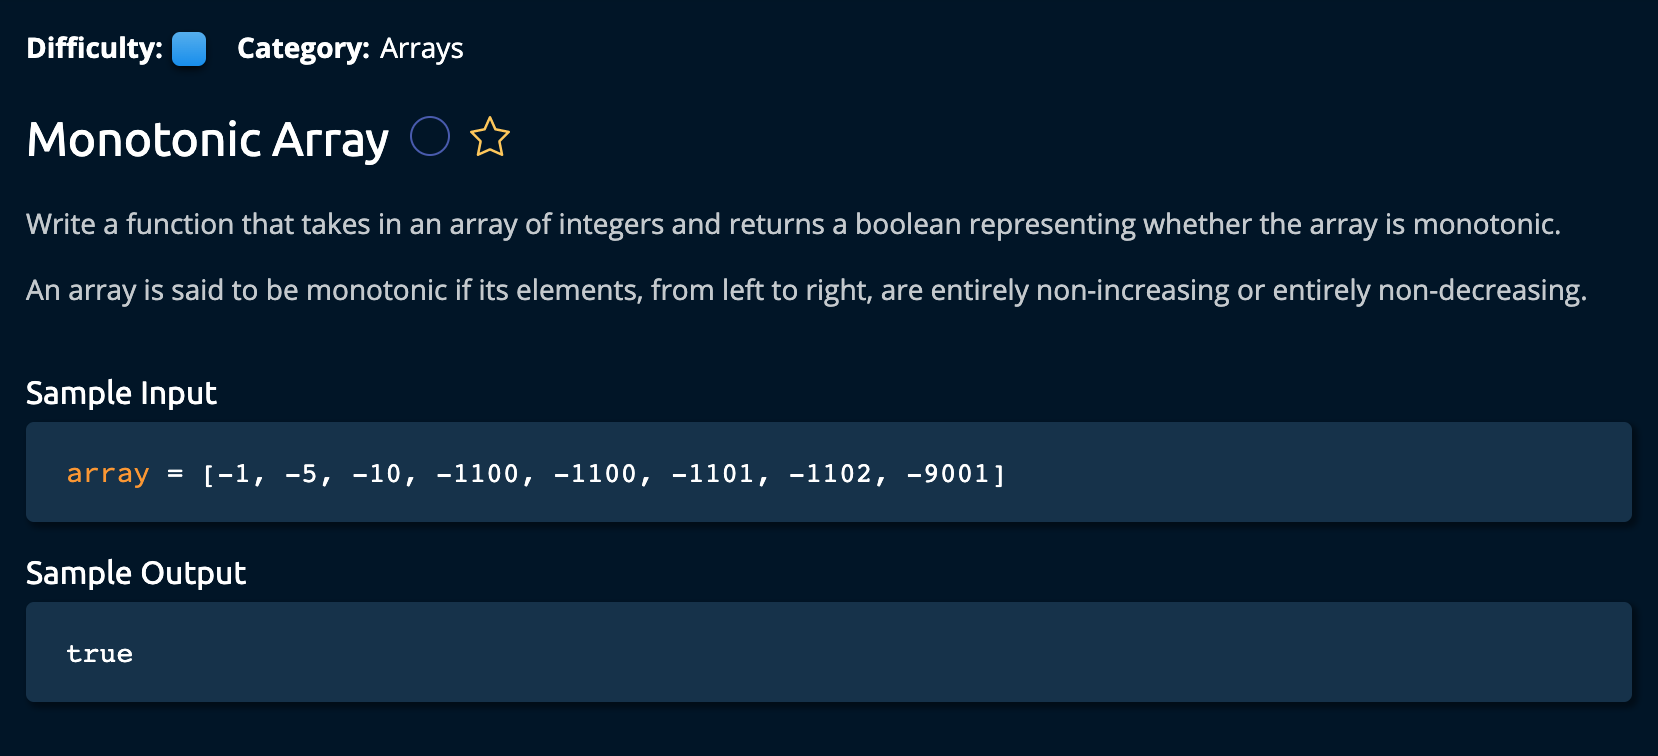 Difficulty: Category: Arrays
Monotonic Array
Write a function that takes in an array of integers and returns a boolean representing whether the array is monotonic.
An array is said to be monotonic if its elements, from left to right, are entirely non-increasing or entirely non-decreasing.
Sample Input
array = [-1, -5, -10, -1100, -1100, -1101, -1102, -9001]
Sample Output
true